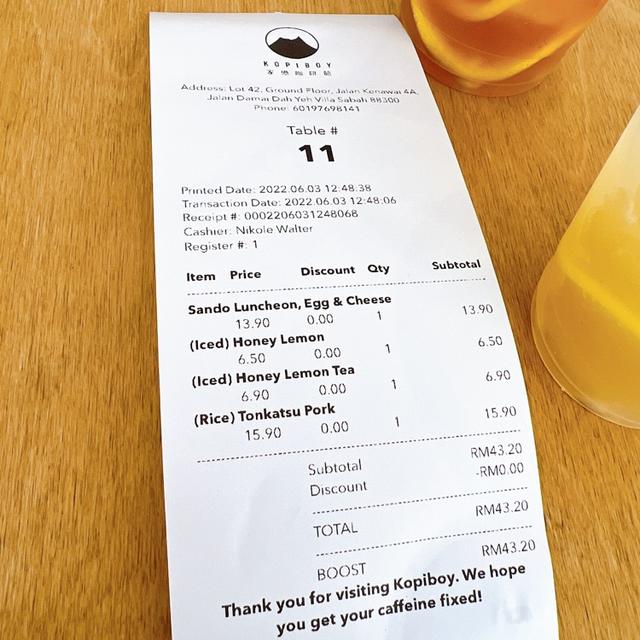 KOPIBOY
Address: Lot 42, Ground Floor, Jalan Kenawai 4A,
Jalan Damai Dah Yeh Villa Sabah 88300
Phone: 60197698141
Table #
11
Printed Date: 2022.06.03 12:48:38
Transaction Date: 2022.06.03 12:48:06
Receipt #: 0002206031248068
Cashier: Nikole Walter
Register #: 1
Item Price Discount Qty Subtotal
Sando Luncheon, Egg & Cheese
13.90 0.00 1 13.90
(Iced) Honey Lemon
6.50 0.00 1 6.50
(Iced) Honey Lemon Tea
6.90 0.00 1 6.90
(Rice) Tonkatsu Pork
15.90 0.00 1 15.90
Subtotal RM43.20
Discount -RM0.00
TOTAL RM43.20
BOOST RM43.20
Thank you for visiting Kopiboy. We hope
you get your caffeine fixed!